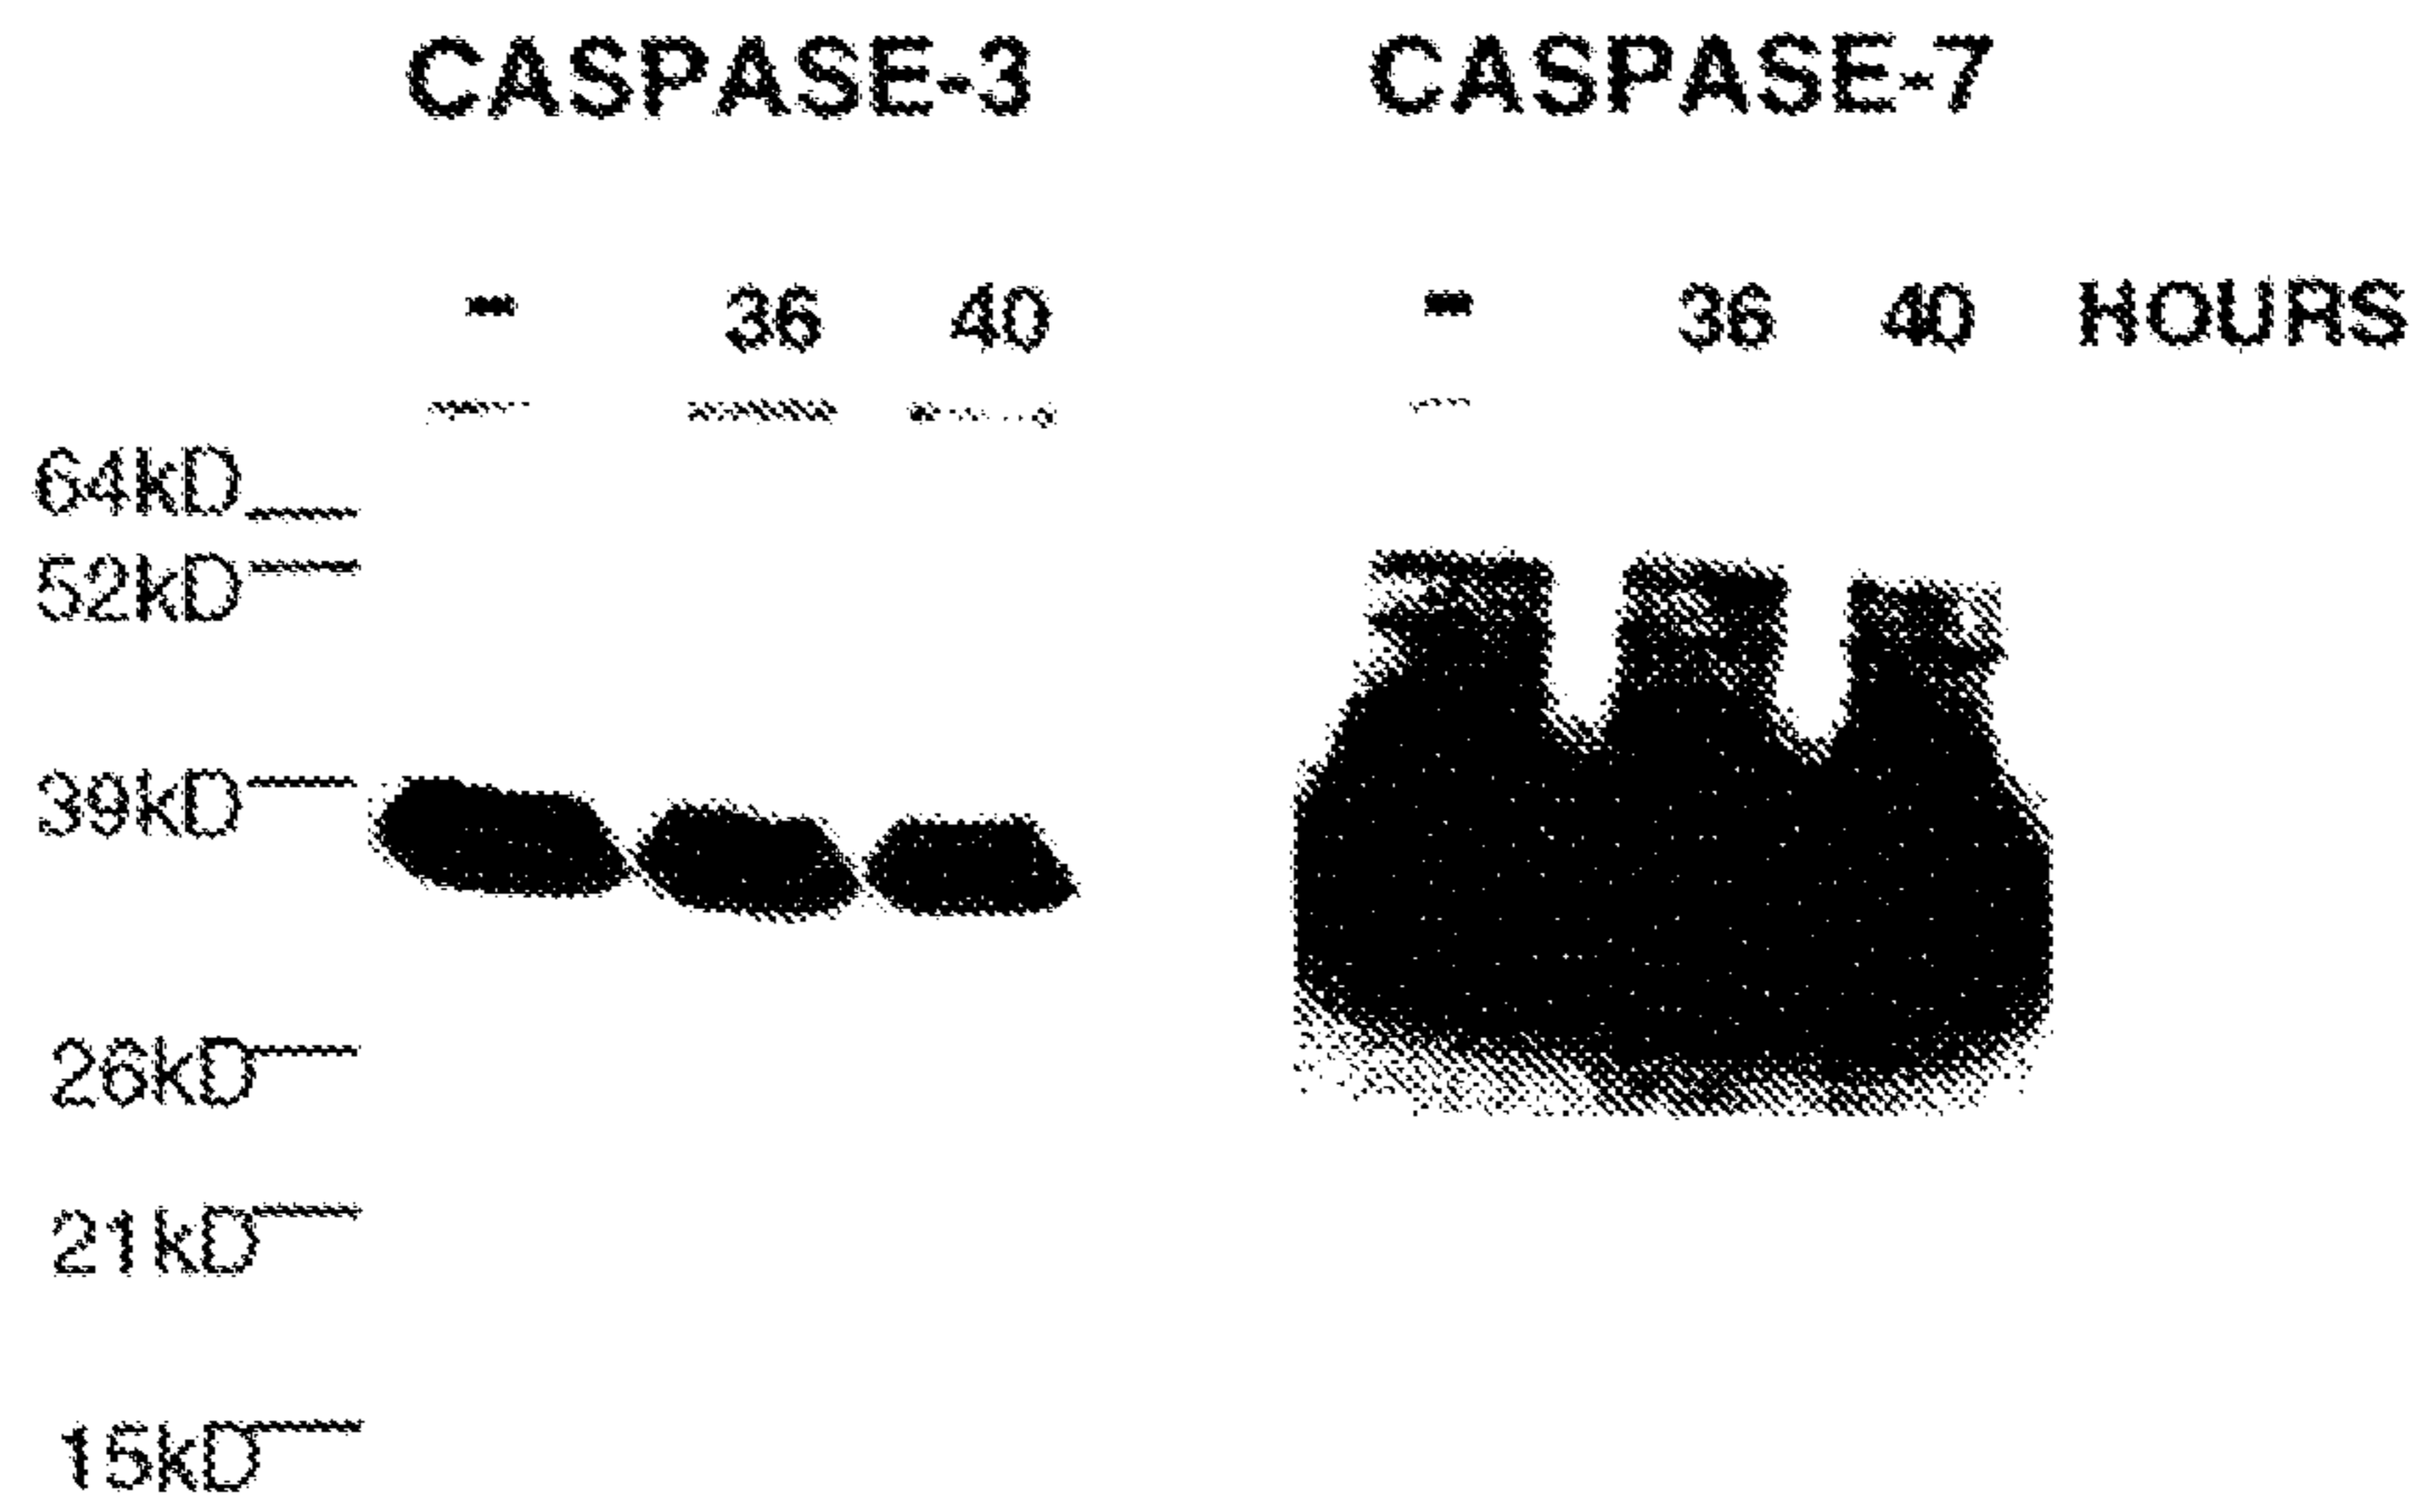 CASPASE-3 CASPASE-7
- 36 40 - 36 40 HOURS
64kD
52kD
39kD
26kD
21kD
15kD